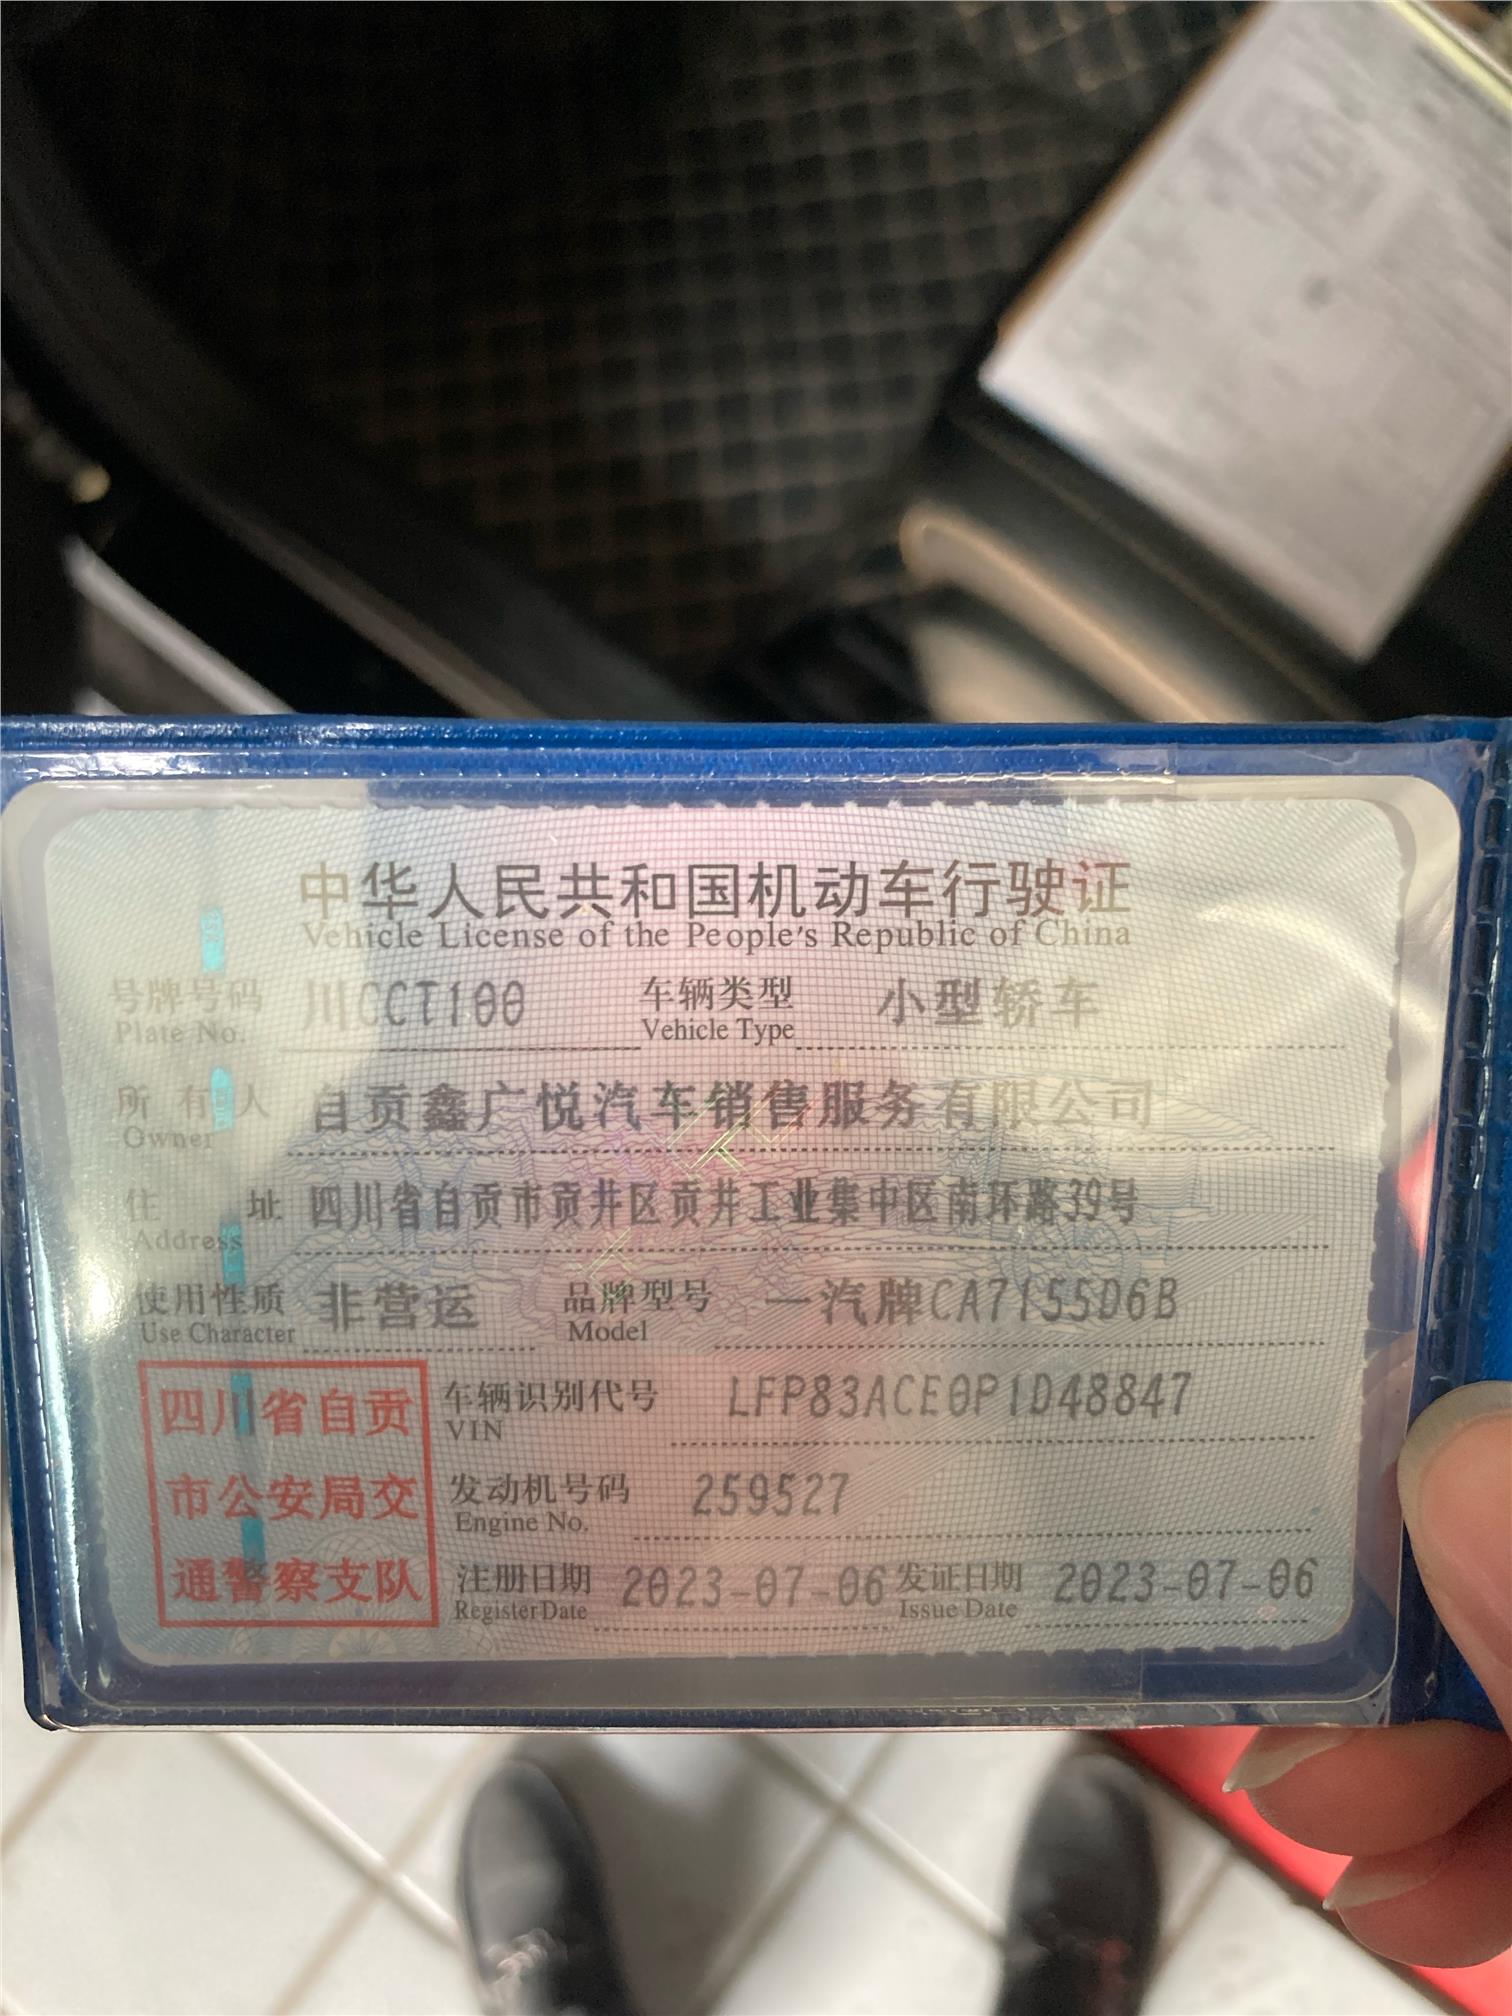 中华人民共和国机动车行驶证
Vehicle License of the People's Republic of China
号牌号码 川CCT100 车辆类型 小型轿车
Plate No. Vehicle Type
所有人 自贡鑫广悦汽车销售服务有限公司
Owner
住址 四川省自贡市贡井区贡井工业集中区南环路39号
Address
使用性质 非营运 品牌型号 一汽牌CA7155D6B
Use Character Model
四川省自贡
市公安局交
通警察支队
车辆识别代号 LFP83ACE0P1D48847
VIN
发动机号码 259527
Engine No.
注册日期 2023-07-06 发证日期 2023-07-06
Register Date Issue Date